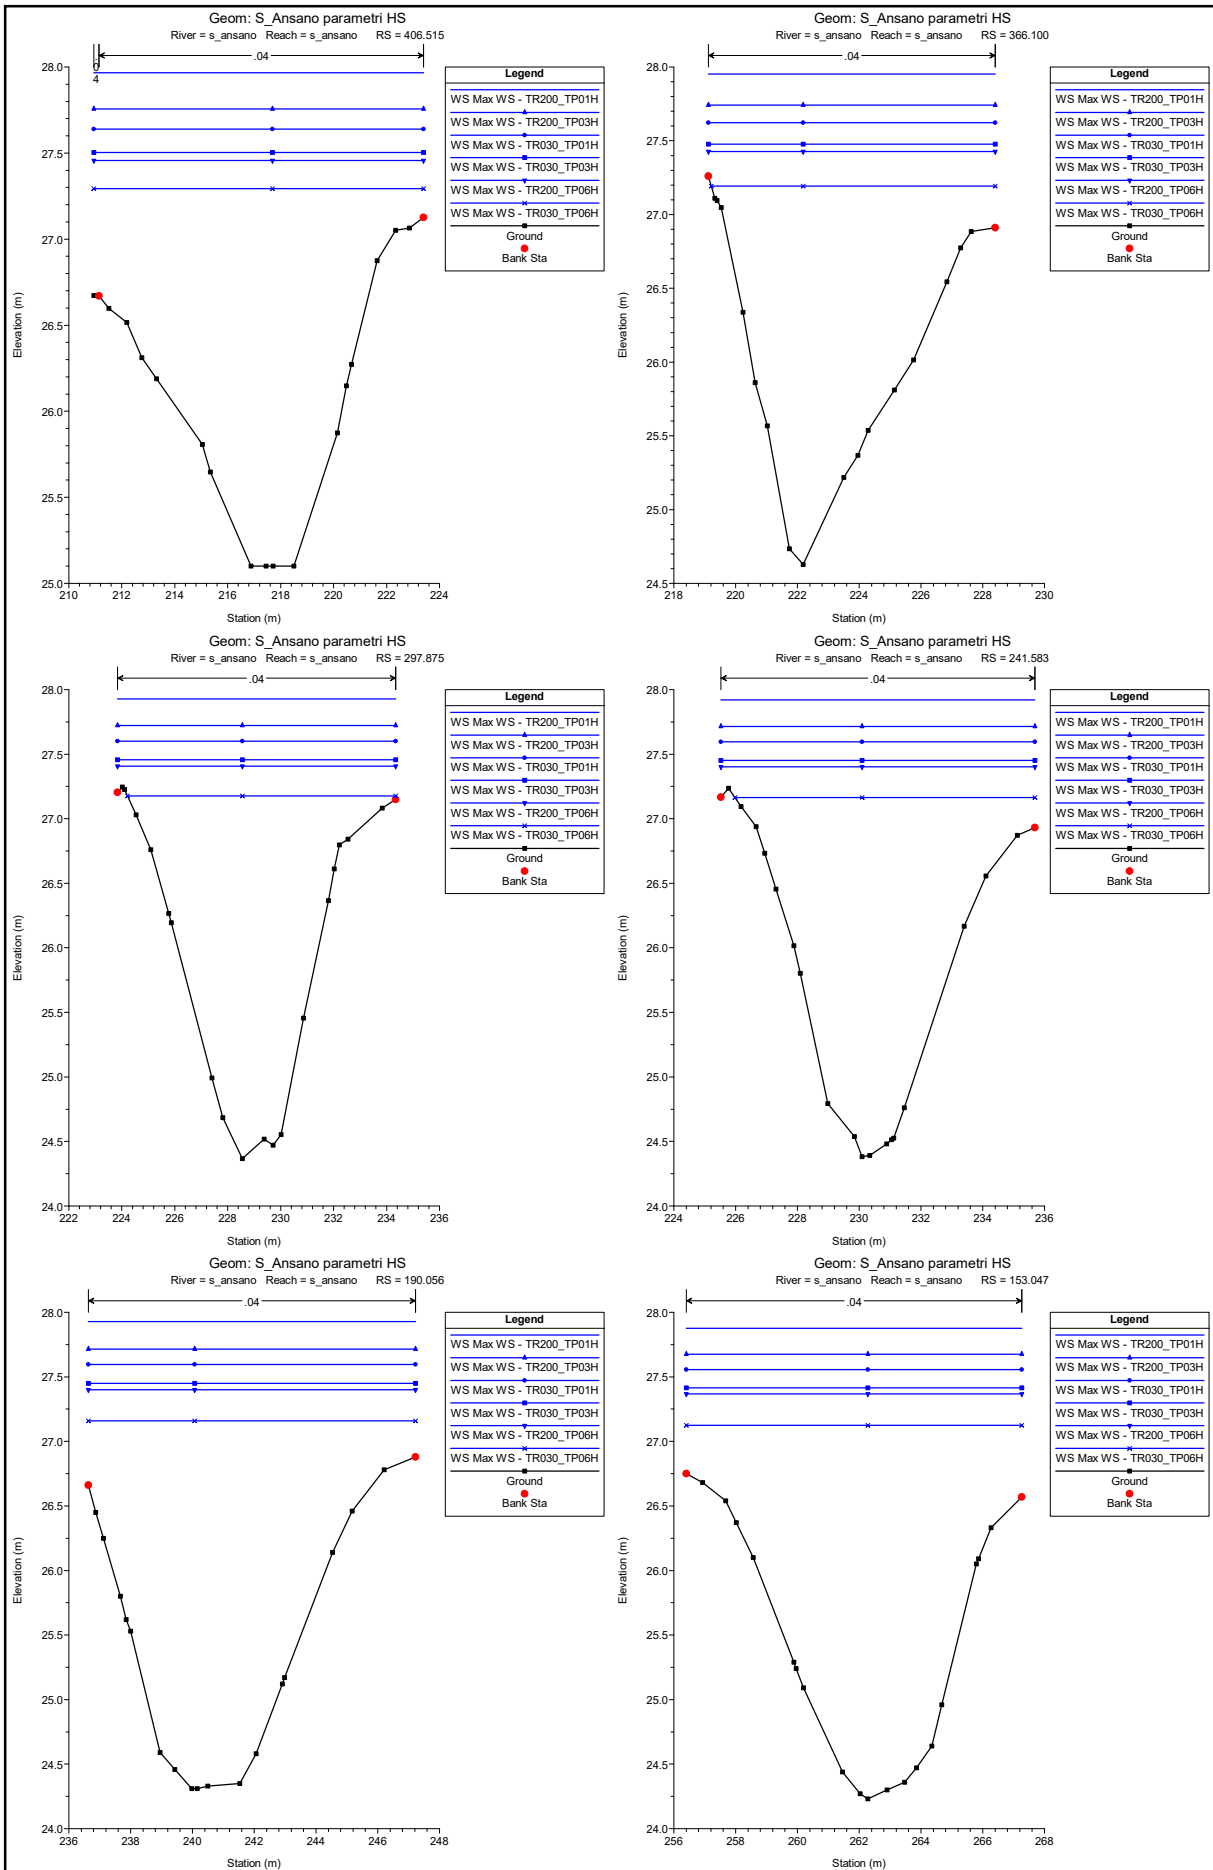 Geom: S_Ansano parametri HS
River = s_ansano Reach = s_ansano RS = 406.515
.04
.04
28.0
27.5
27.0
26.5
26.0
25.5
25.0
Elevation (m)
210 212 214 216 218 220 222 224
Station (m)
Legend
WS Max WS - TR200_TP01H
WS Max WS - TR200_TP03H
WS Max WS - TR030_TP01H
WS Max WS - TR030_TP03H
WS Max WS - TR200_TP06H
WS Max WS - TR030_TP06H
Ground
Bank Sta
Geom: S_Ansano parametri HS
River = s_ansano Reach = s_ansano RS = 366.100
.04
28.0
27.5
27.0
26.5
26.0
25.5
25.0
24.5
Elevation (m)
218 220 222 224 226 228 230
Station (m)
Legend
WS Max WS - TR200_TP01H
WS Max WS - TR200_TP03H
WS Max WS - TR030_TP01H
WS Max WS - TR030_TP03H
WS Max WS - TR200_TP06H
WS Max WS - TR030_TP06H
Ground
Bank Sta
Geom: S_Ansano parametri HS
River = s_ansano Reach = s_ansano RS = 297.875
.04
28.0
27.5
27.0
26.5
26.0
25.5
25.0
24.5
24.0
Elevation (m)
222 224 226 228 230 232 234 236
Station (m)
Legend
WS Max WS - TR200_TP01H
WS Max WS - TR200_TP03H
WS Max WS - TR030_TP01H
WS Max WS - TR030_TP03H
WS Max WS - TR200_TP06H
WS Max WS - TR030_TP06H
Ground
Bank Sta
Geom: S_Ansano parametri HS
River = s_ansano Reach = s_ansano RS = 241.583
.04
28.0
27.5
27.0
26.5
26.0
25.5
25.0
24.5
24.0
Elevation (m)
224 226 228 230 232 234 236
Station (m)
Legend
WS Max WS - TR200_TP01H
WS Max WS - TR200_TP03H
WS Max WS - TR030_TP01H
WS Max WS - TR030_TP03H
WS Max WS - TR200_TP06H
WS Max WS - TR030_TP06H
Ground
Bank Sta
Geom: S_Ansano parametri HS
River = s_ansano Reach = s_ansano RS = 190.056
.04
28.0
27.5
27.0
26.5
26.0
25.5
25.0
24.5
24.0
Elevation (m)
236 238 240 242 244 246 248
Station (m)
Legend
WS Max WS - TR200_TP01H
WS Max WS - TR200_TP03H
WS Max WS - TR030_TP01H
WS Max WS - TR030_TP03H
WS Max WS - TR200_TP06H
WS Max WS - TR030_TP06H
Ground
Bank Sta
Geom: S_Ansano parametri HS
River = s_ansano Reach = s_ansano RS = 153.047
.04
28.0
27.5
27.0
26.5
26.0
25.5
25.0
24.5
24.0
Elevation (m)
256 258 260 262 264 266 268
Station (m)
Legend
WS Max WS - TR200_TP01H
WS Max WS - TR200_TP03H
WS Max WS - TR030_TP01H
WS Max WS - TR030_TP03H
WS Max WS - TR200_TP06H
WS Max WS - TR030_TP06H
Ground
Bank Sta